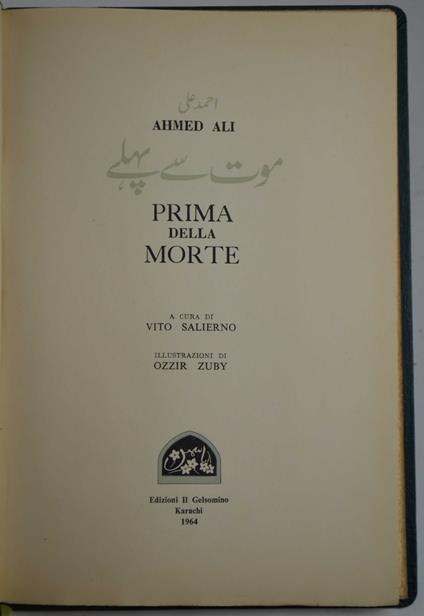 احمد علی
AHMED ALI
موت سے پہلے
PRIMA
DELLA
MORTE
A CURA DI
VITO SALIERNO
ILLUSTRAZIONI DI
OZZIR ZUBY
Edizioni Il Gelsomino
Karachi
1964